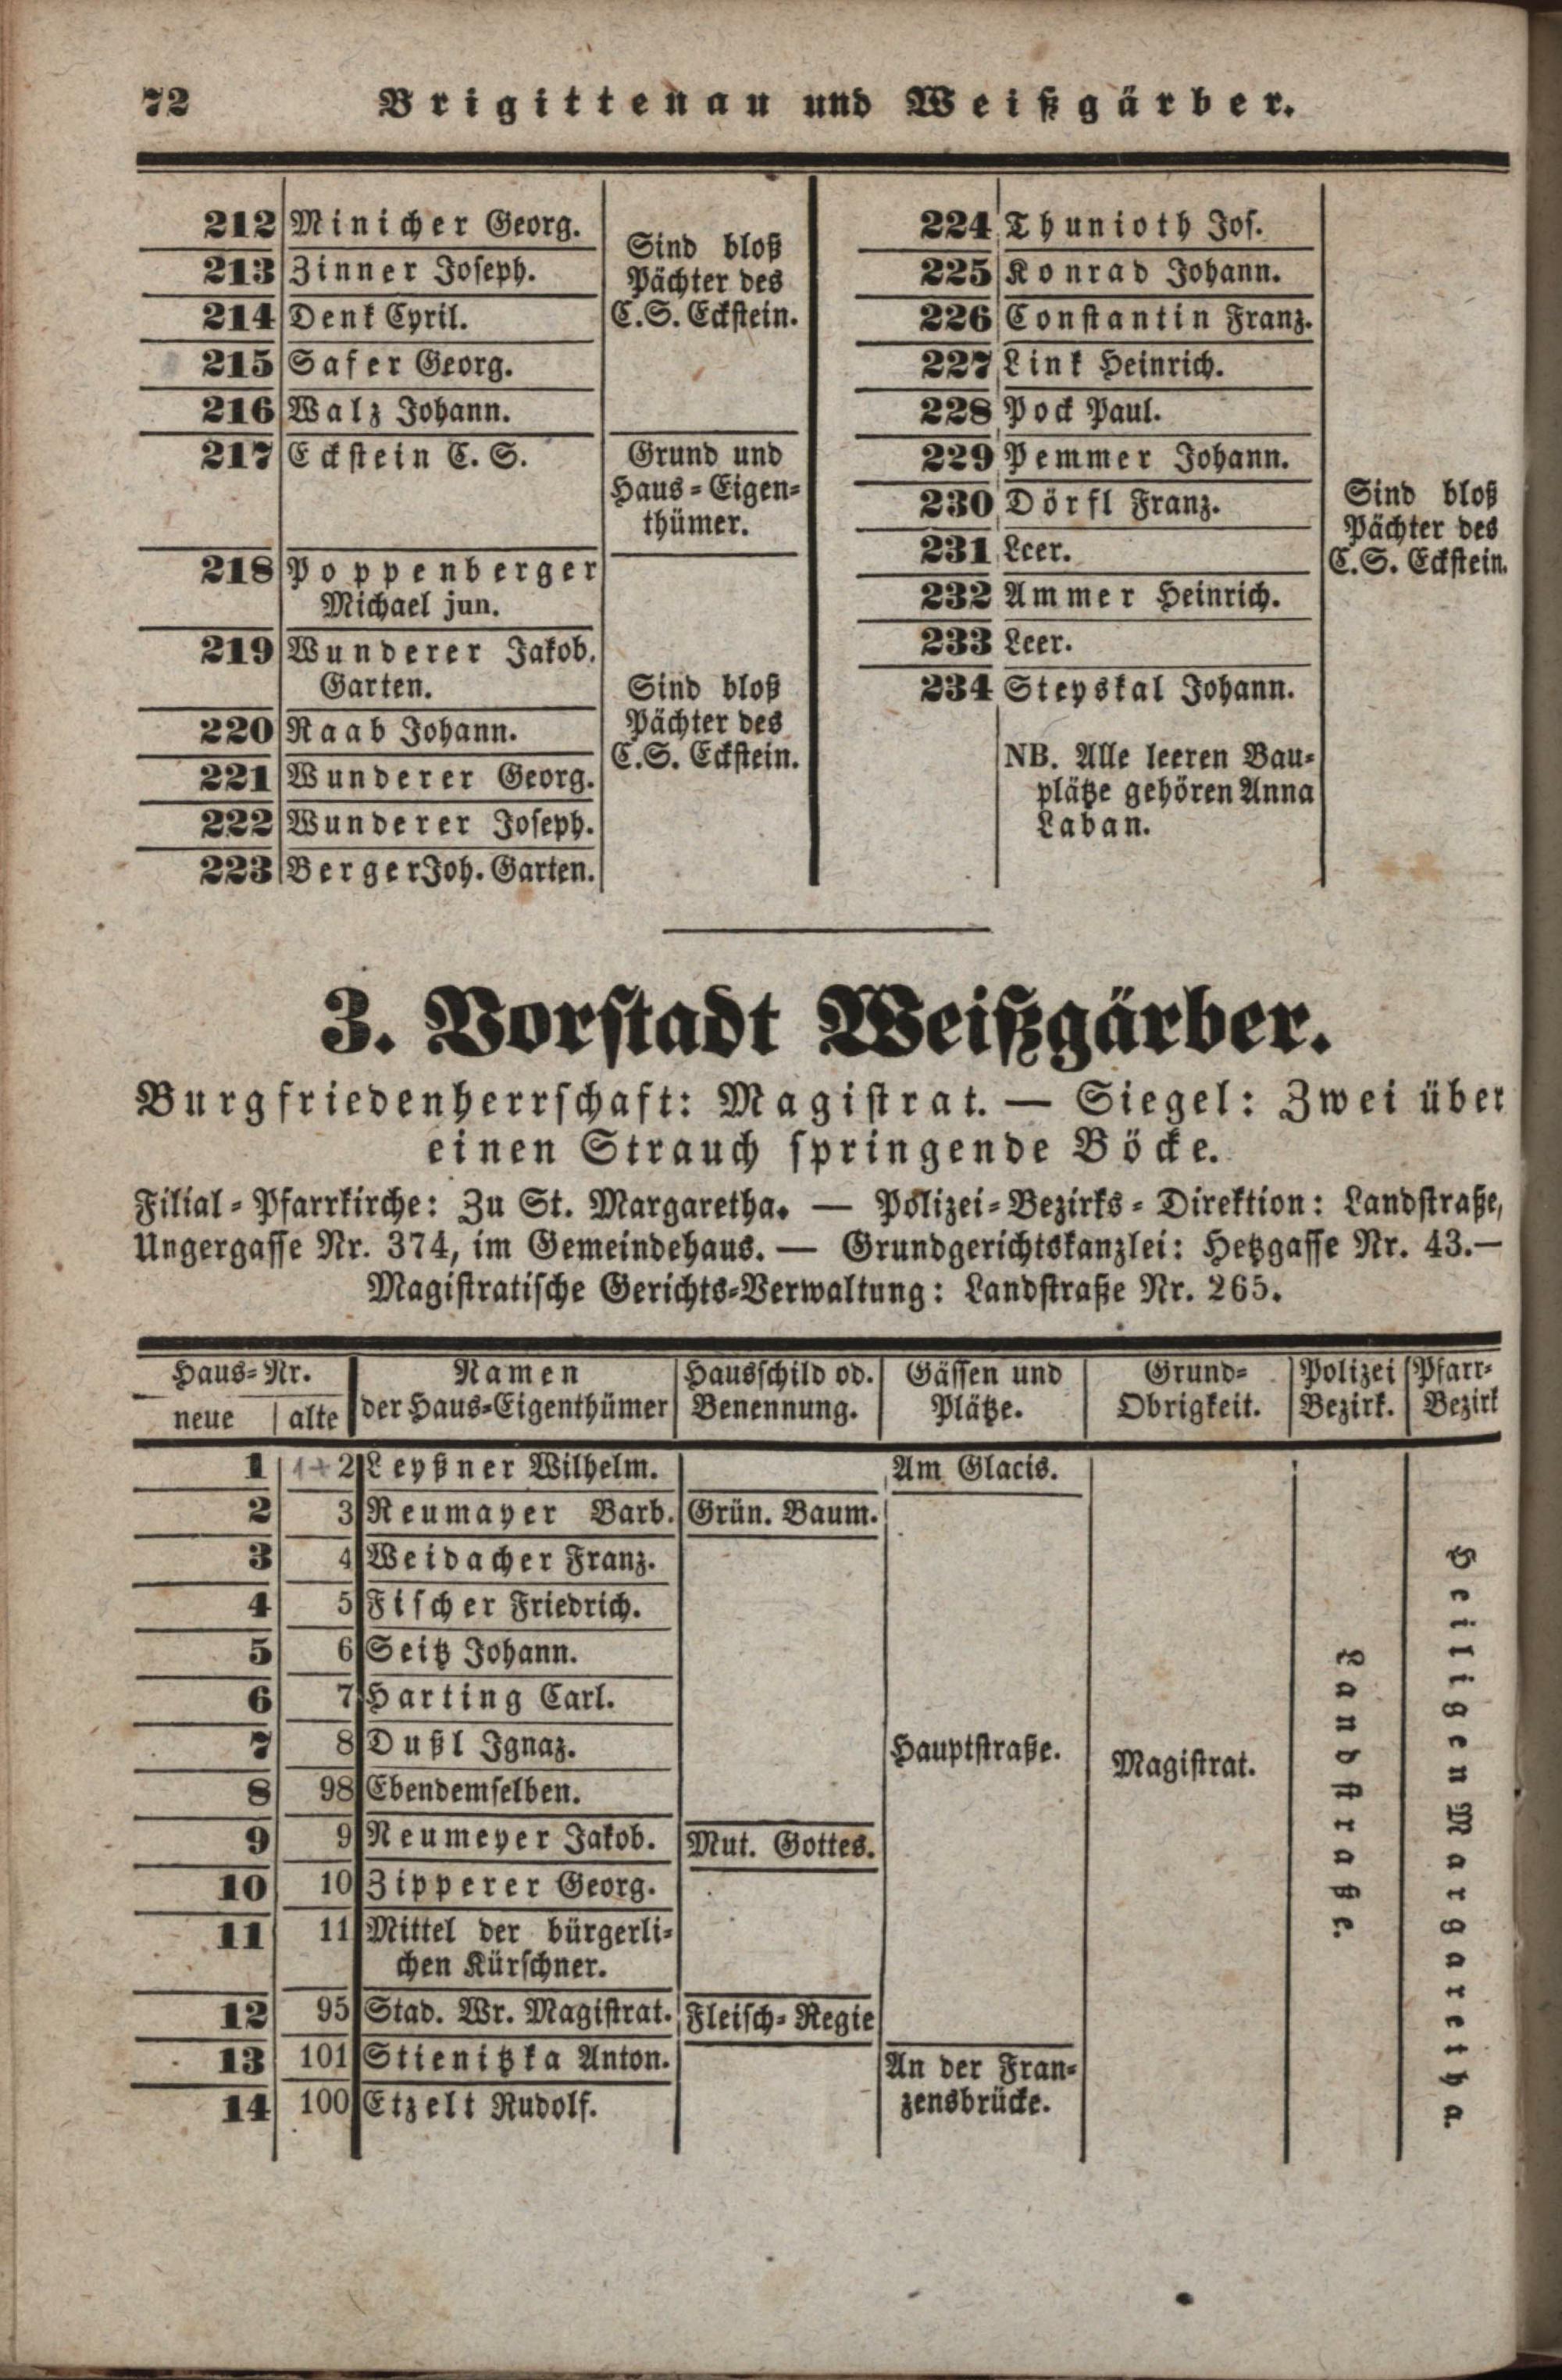 72 Brigittenau und Weißgärber.
212 Minicher Georg.
213 Zinner Joseph.
214 Denk Cyril.
215 Safer Georg.
216 Walz Johann.
Sind bloß
Pächter des
C. S. Eckstein.
217 Eckstein C. S.
Grund und
Haus-Eigen-
thümer.
218 Poppenberger
Michael jun.
219 Wunderer Jakob.
Garten.
220 Raab Johann.
221 Wunderer Georg.
222 Wunderer Joseph.
223 Berger Joh. Garten.
Sind bloß
Pächter des
C. S. Eckstein.
224 Thunioth Jos.
225 Konrad Johann.
226 Constantin Franz.
227 Link Heinrich.
228 Pock Paul.
229 Pemmer Johann.
230 Dörfl Franz.
231 Leer.
232 Ammer Heinrich.
233 Leer.
234 Steyskal Johann.
NB. Alle leeren Bau-
plätze gehören Anna
Laban.
Sind bloß
Pächter des
C. S. Eckstein.
3. Vorstadt Weißgärber.
Burgfriedenherrschaft: Magistrat. — Siegel: Zwei über
einen Strauch springende Böcke.
Filial-Pfarrkirche: Zu St. Margaretha. — Polizei-Bezirks-Direktion: Landstraße,
Ungergasse Nr. 374, im Gemeindehaus. — Grundgerichtskanzlei: Hetzgasse Nr. 43. —
Magistratische Gerichts-Verwaltung: Landstraße Nr. 265.
Haus-Nr. Namen Hausschild od. Gässen und Grund- Polizei Pfarr-
neue alte der Haus-Eigenthümer Benennung. Plätze. Obrigkeit. Bezirk. Bezirk
1 1+2 Leyßner Wilhelm. Am Glacis.
2 3 Neumayer Barb. Grün. Baum.
3 4 Weidacher Franz.
4 5 Fischer Friedrich.
5 6 Seitz Johann.
6 7 Harting Carl.
7 8 Dußl Ignaz. Hauptstraße. Magistrat.
8 98 Ebendemselben.
9 9 Neumeyer Jakob. Mut. Gottes.
10 10 Zipperer Georg.
11 11 Mittel der bürgerli-
chen Kürschner.
12 95 Stad. Wr. Magistrat. Fleisch-Regie
13 101 Stienitzka Anton. An der Fran-
14 100 Etzelt Rudolf. zensbrücke.
Landstraße.
Heiligen Margaretha.